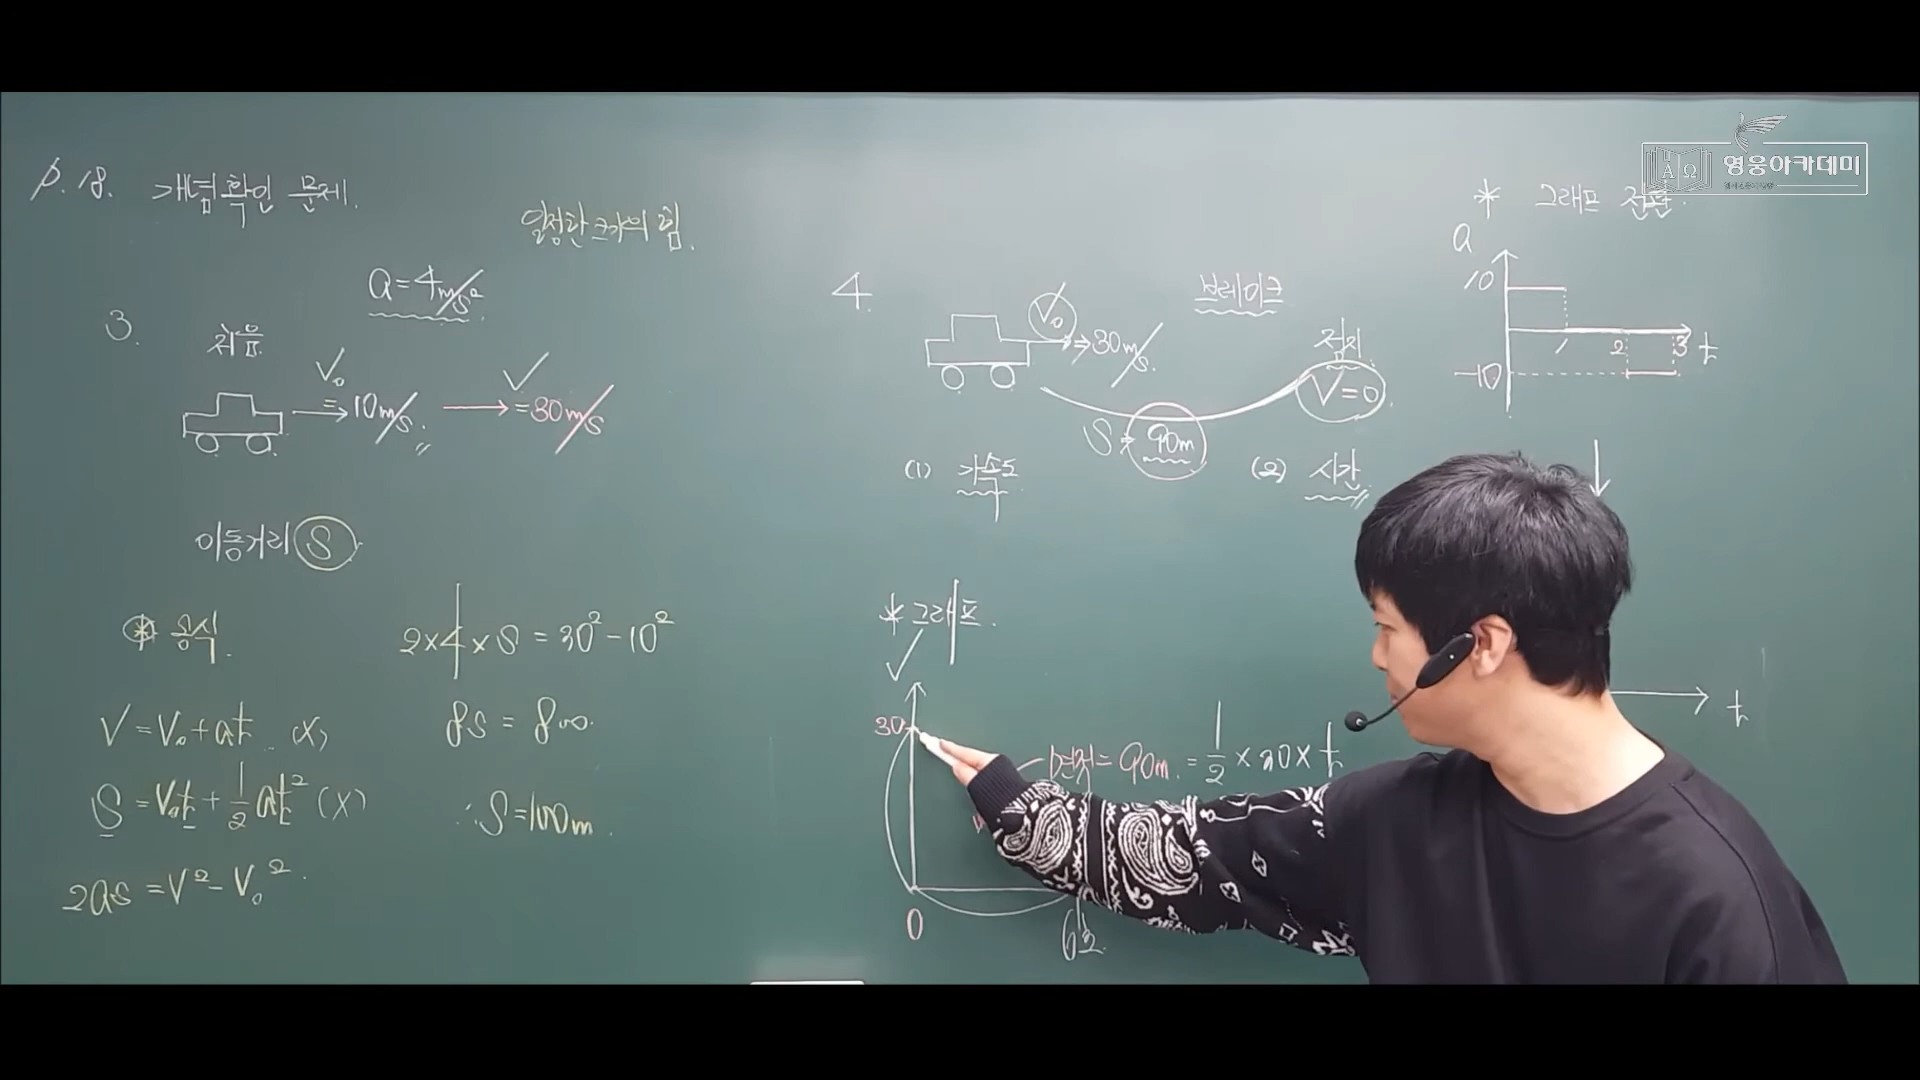 p.18. 개념확인 문제.
일정한 크기의 힘.
3.
a=4m/s²
처음
V₀
=10m/s.
V
=30m/s
이동거리 S
* 공식.
V=V₀+at (X)
S=V₀t+1/2at² (X)
2as=V²-V₀²
2×4×S=30²-10²
8S=800.
∴S=100m.
4.
V₀
⇒30m/s.
브레이크
정지
V=0
S=90m
(1) 가속도
(2) 시간
* 그래프.
30
면적=90m.=1/2×30×t
0
6초
영웅아카데미
* 그래프 전환.
a
10
-10
1 2 3 t
t